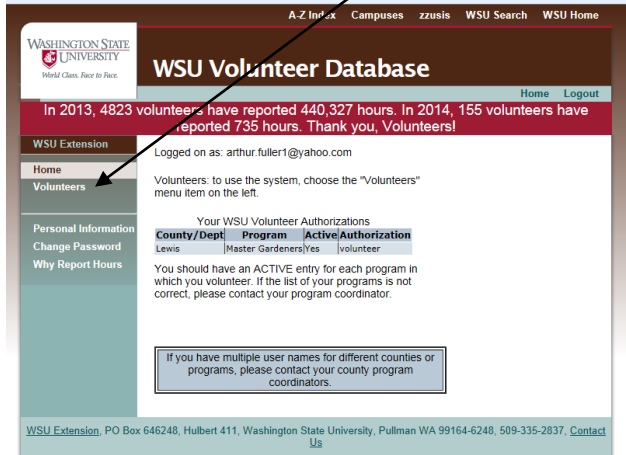 A-Z Index Campuses zzusis WSU Search WSU Home
WASHINGTON STATE
UNIVERSITY
World Class. Face to Face.
WSU Volunteer Database
Home Logout
In 2013, 4823 volunteers have reported 440,327 hours. In 2014, 155 volunteers have
reported 735 hours. Thank you, Volunteers!
WSU Extension
Home
Volunteers
Personal Information
Change Password
Why Report Hours
Logged on as: arthur.fuller1@yahoo.com
Volunteers: to use the system, choose the "Volunteers"
menu item on the left.
Your WSU Volunteer Authorizations
County/Dept Program Active Authorization
Lewis Master Gardeners Yes volunteer
You should have an ACTIVE entry for each program in
which you volunteer. If the list of your programs is not
correct, please contact your program coordinator.
If you have multiple user names for different counties or
programs, please contact your county program
coordinators.
WSU Extension, PO Box 646248, Hulbert 411, Washington State University, Pullman WA 99164-6248, 509-335-2837, Contact
Us